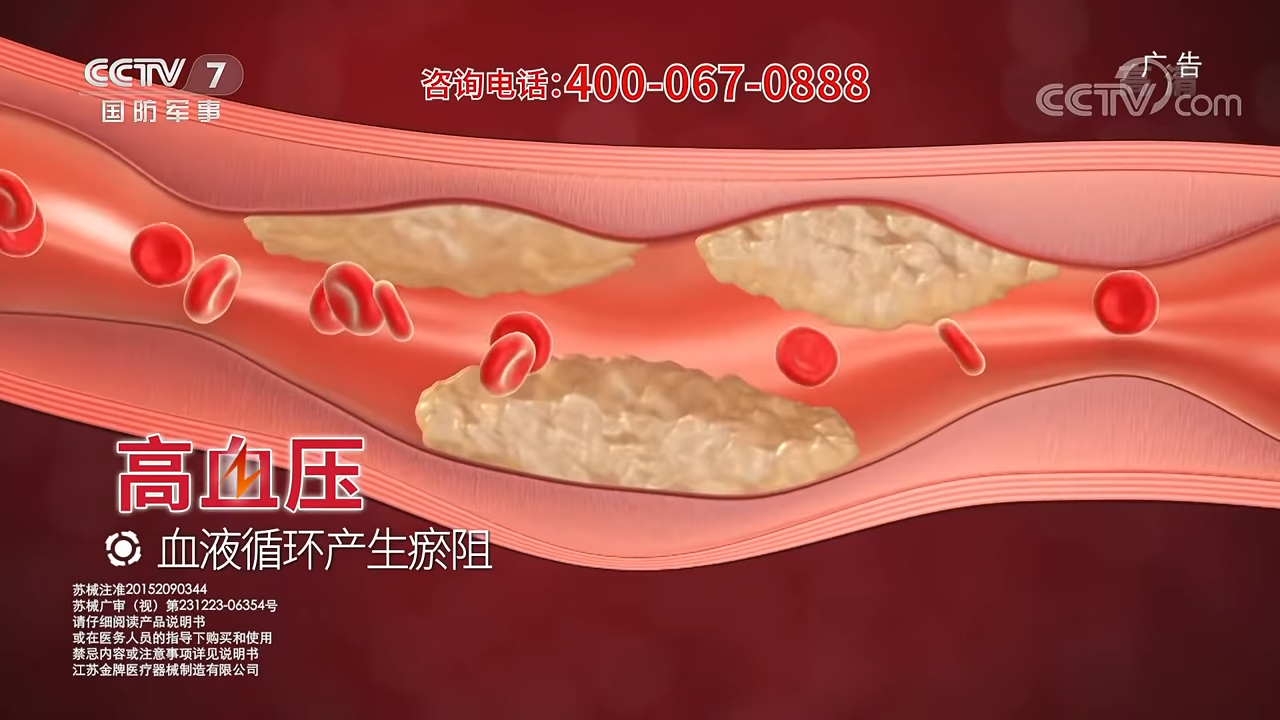 CCTV 7
国防军事
咨询电话:400-067-0888
广告
CCTV.com
高血压
血液循环产生瘀阻
苏械注准20152090344
苏械广审（视）第231223-06354号
请仔细阅读产品说明书
或在医务人员的指导下购买和使用
禁忌内容或注意事项详见说明书
江苏金牌医疗器械制造有限公司